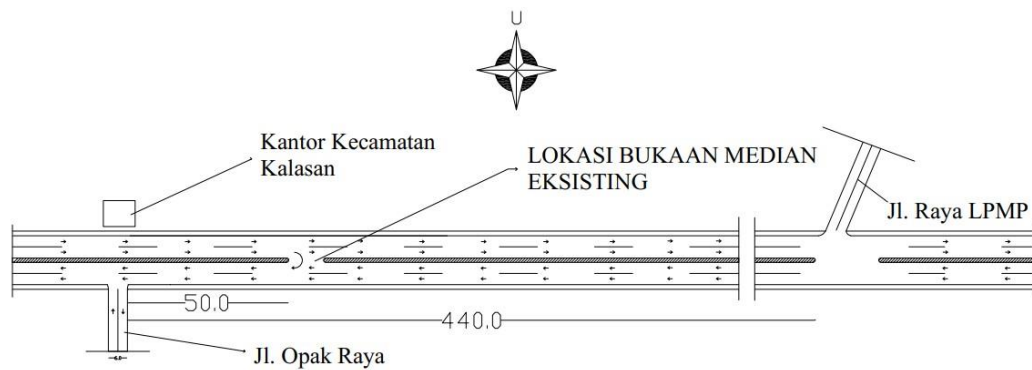 U
Kantor Kecamatan
Kalasan
LOKASI BUKAAN MEDIAN
EKSISTING
Jl. Raya LPMP
50,0
440.0
Jl. Opak Raya